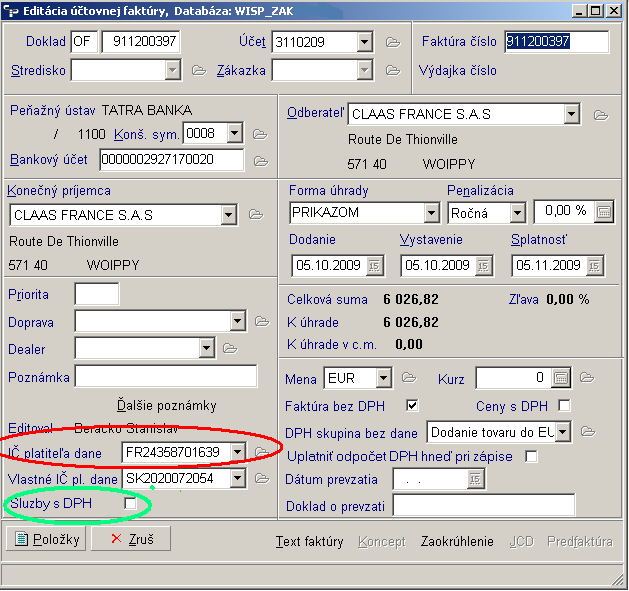 Editácia účtovnej faktúry, Databáza: WISP_ZAK
Doklad OF 911200397 Účet 3110209 Faktúra číslo 911200397
Stredisko Zákazka Výdajka číslo
Peňažný ústav TATRA BANKA
/ 1100 Konš. sym. 0008
Bankový účet 0000002927170020
Odberateľ CLAAS FRANCE S.A.S
Route De Thionville
571 40 WOIPPY
Konečný príjemca
CLAAS FRANCE S.A.S
Route De Thionville
571 40 WOIPPY
Forma úhrady Penalizácia
PRIKAZOM Ročná 0,00 %
Dodanie Vystavenie Splatnosť
05.10.2009 15 05.10.2009 15 05.11.2009 15
Priorita
Doprava
Dealer
Poznámka
Ďalšie poznámky
Celková suma 6 026,82 Zľava 0,00 %
K úhrade 6 026,82
K úhrade v c.m. 0,00
Editoval Beracko Stanislav
IČ platiteľa dane FR24358701639
Vlastné IČ pl. dane SK2020072054
Sluzby s DPH
Mena EUR Kurz 0
Faktúra bez DPH Ceny s DPH
DPH skupina bez dane Dodanie tovaru do EU
Uplatniť odpočet DPH hneď pri zápise
Dátum prevzatia . . 15
Doklad o prevzati
Položky Zruš Text faktúry Koncept Zaokrúhlenie JCD Predfaktúra